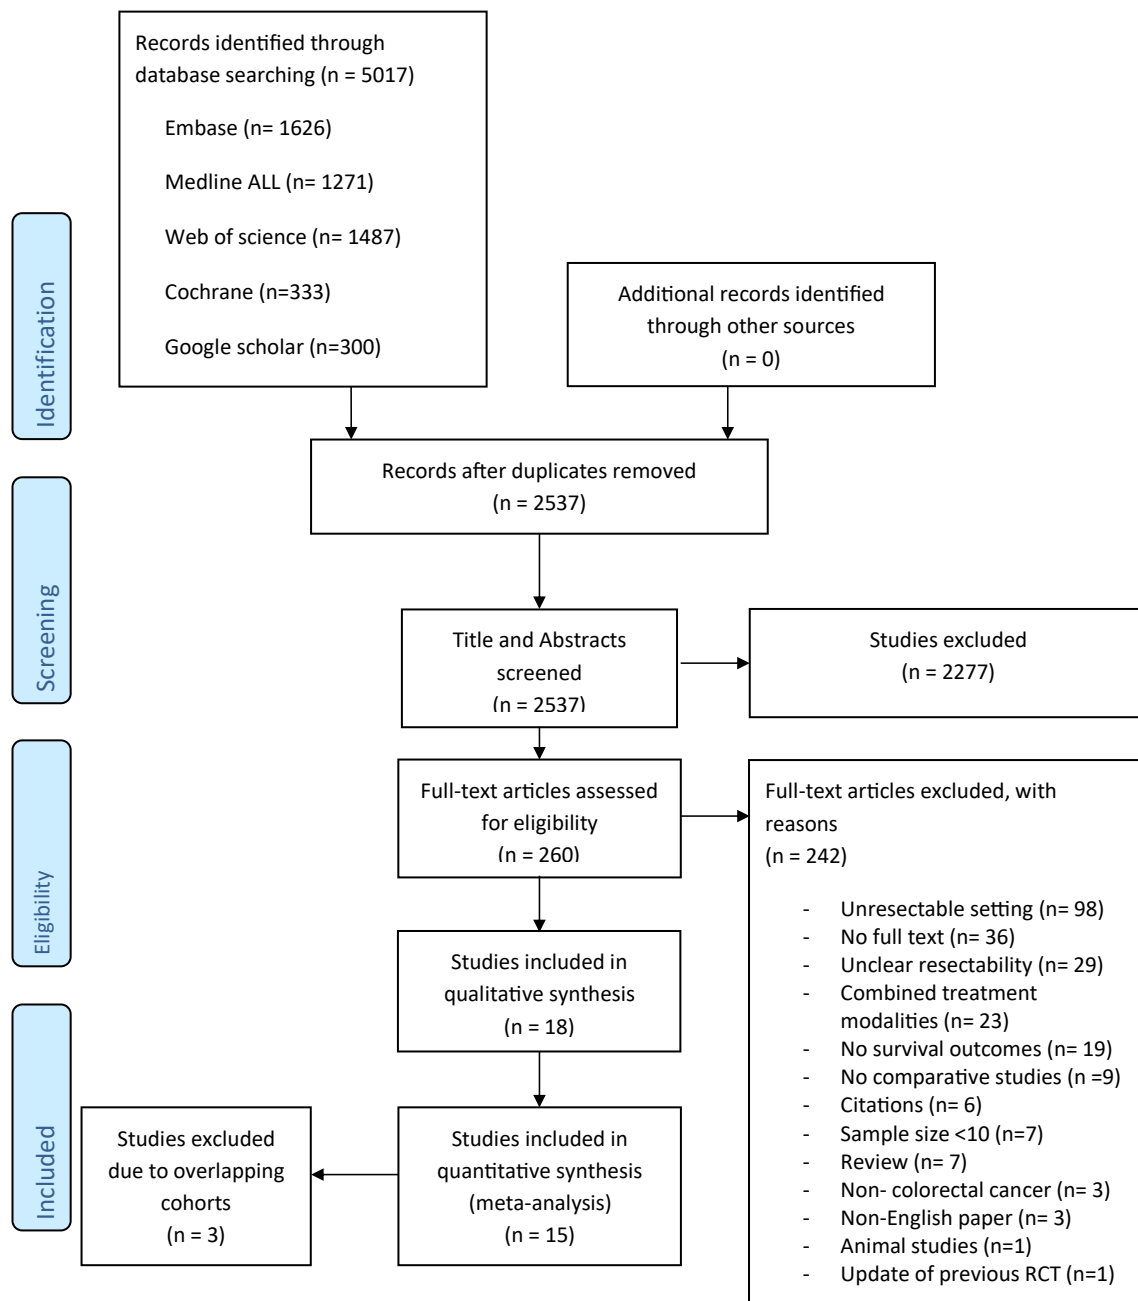 Records identified through
database searching (n = 5017)
Embase (n= 1626)
Medline ALL (n= 1271)
Web of science (n= 1487)
Cochrane (n=333)
Google scholar (n=300)
Additional records identified
through other sources
(n = 0)
Identification
Records after duplicates removed
(n = 2537)
Screening
Title and Abstracts
screened
(n = 2537)
Studies excluded
(n = 2277)
Eligibility
Full-text articles assessed
for eligibility
(n = 260)
Full-text articles excluded, with
reasons
(n = 242)
- Unresectable setting (n= 98)
- No full text (n= 36)
- Unclear resectability (n= 29)
- Combined treatment
modalities (n= 23)
- No survival outcomes (n= 19)
- No comparative studies (n =9)
- Citations (n= 6)
- Sample size <10 (n=7)
- Review (n= 7)
- Non- colorectal cancer (n= 3)
- Non-English paper (n= 3)
- Animal studies (n=1)
- Update of previous RCT (n=1)
Studies included in
qualitative synthesis
(n = 18)
Included
Studies excluded
due to overlapping
cohorts
(n = 3)
Studies included in
quantitative synthesis
(meta-analysis)
(n = 15)